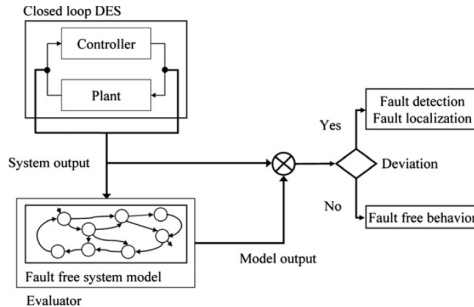 Closed loop DES
Controller
Plant
Fault detection
Fault localization
Yes
System output
Deviation
No
Fault free behavior
Model output
Fault free system model
Evaluator